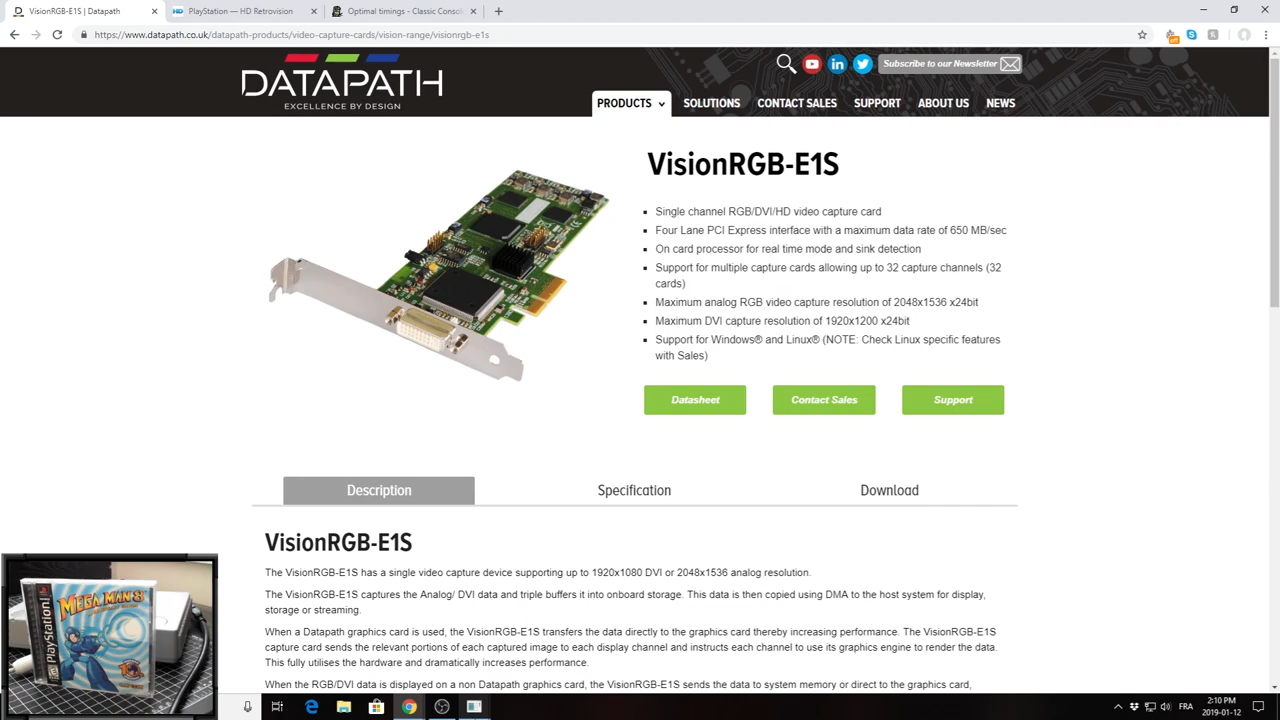 VisionRGB-E1S | Datapath
PlayStation — HD Retrovision
Optimal timings - Classic Consol
https://www.datapath.co.uk/datapath-products/video-capture-cards/vision-range/visionrgb-e1s
DATAPATH
EXCELLENCE BY DESIGN
Subscribe to our Newsletter
PRODUCTS
SOLUTIONS
CONTACT SALES
SUPPORT
ABOUT US
NEWS
VisionRGB-E1S
Single channel RGB/DVI/HD video capture card
Four Lane PCI Express interface with a maximum data rate of 650 MB/sec
On card processor for real time mode and sink detection
Support for multiple capture cards allowing up to 32 capture channels (32
cards)
Maximum analog RGB video capture resolution of 2048x1536 x24bit
Maximum DVI capture resolution of 1920x1200 x24bit
Support for Windows® and Linux® (NOTE: Check Linux specific features
with Sales)
Datasheet
Contact Sales
Support
Description
Specification
Download
VisionRGB-E1S
The VisionRGB-E1S has a single video capture device supporting up to 1920x1080 DVI or 2048x1536 analog resolution.
The VisionRGB-E1S captures the Analog/ DVI data and triple buffers it into onboard storage. This data is then copied using DMA to the host system for display,
storage or streaming.
When a Datapath graphics card is used, the VisionRGB-E1S transfers the data directly to the graphics card thereby increasing performance. The VisionRGB-E1S
capture card sends the relevant portions of each captured image to each display channel and instructs each channel to use its graphics engine to render the data.
This fully utilises the hardware and dramatically increases performance.
When the RGB/DVI data is displayed on a non Datapath graphics card, the VisionRGB-E1S sends the data to system memory or direct to the graphics card,
PlayStation
MEGA MAN 8
FRA
2:10 PM
2019-01-12